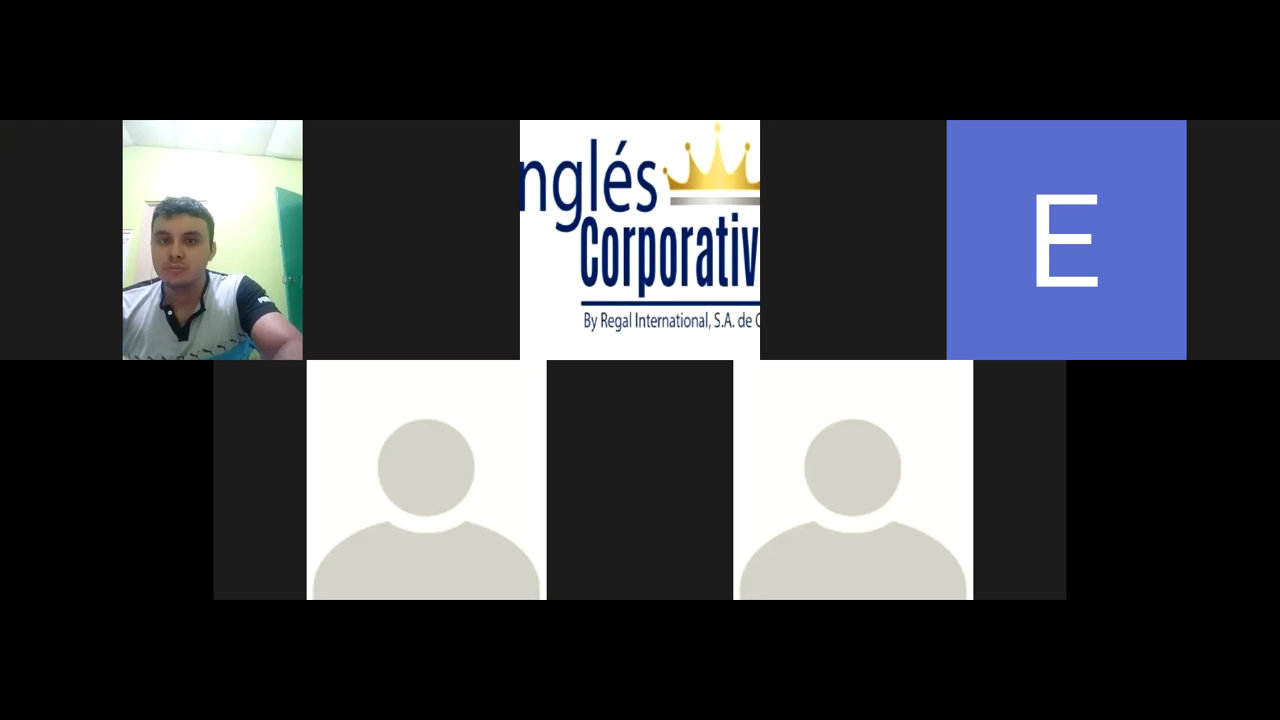 nglés
Corporativ
By Regal International, S.A. de C
E